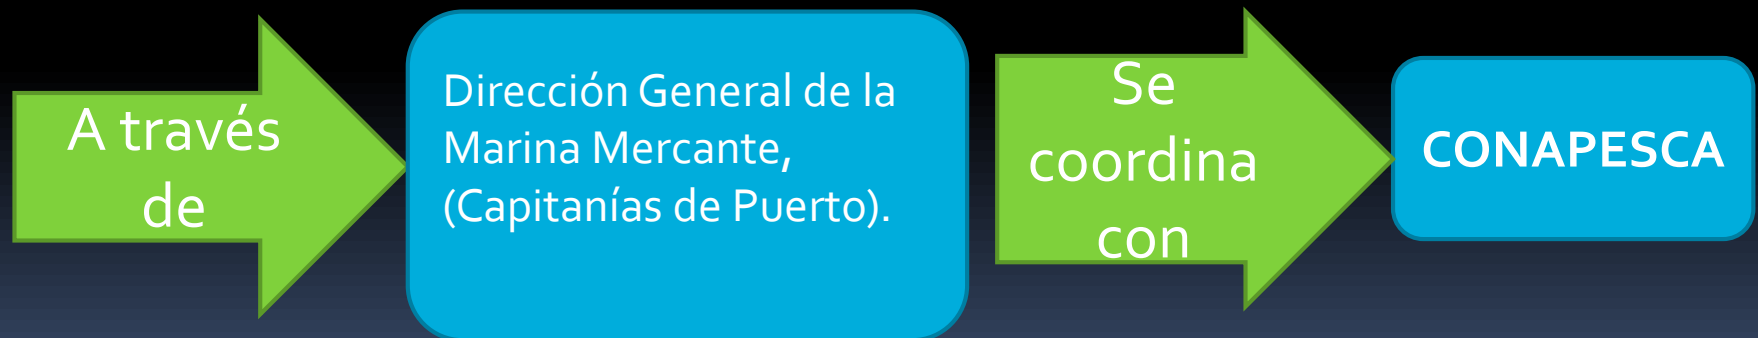 A través
de
Dirección General de la
Marina Mercante,
(Capitanías de Puerto).
Se
coordina
con
CONAPESCA